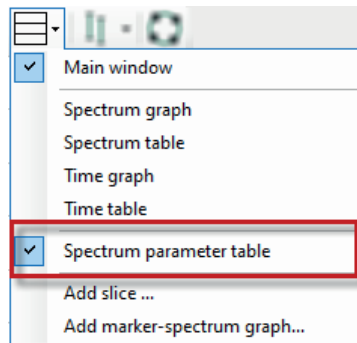 Main window
Spectrum graph
Spectrum table
Time graph
Time table
Spectrum parameter table
Add slice ...
Add marker-spectrum graph...